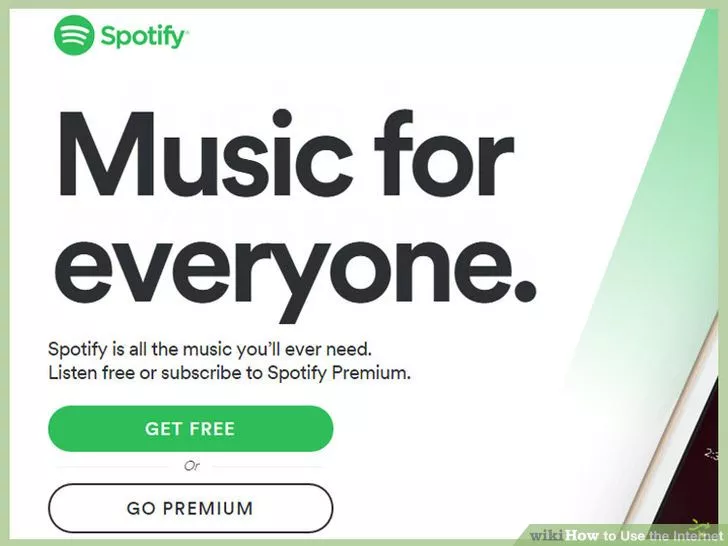 Spotify
Music for
everyone.
Spotify is all the music you'll ever need.
Listen free or subscribe to Spotify Premium.
GET FREE
Or
GO PREMIUM
wikiHow to Use the Internet